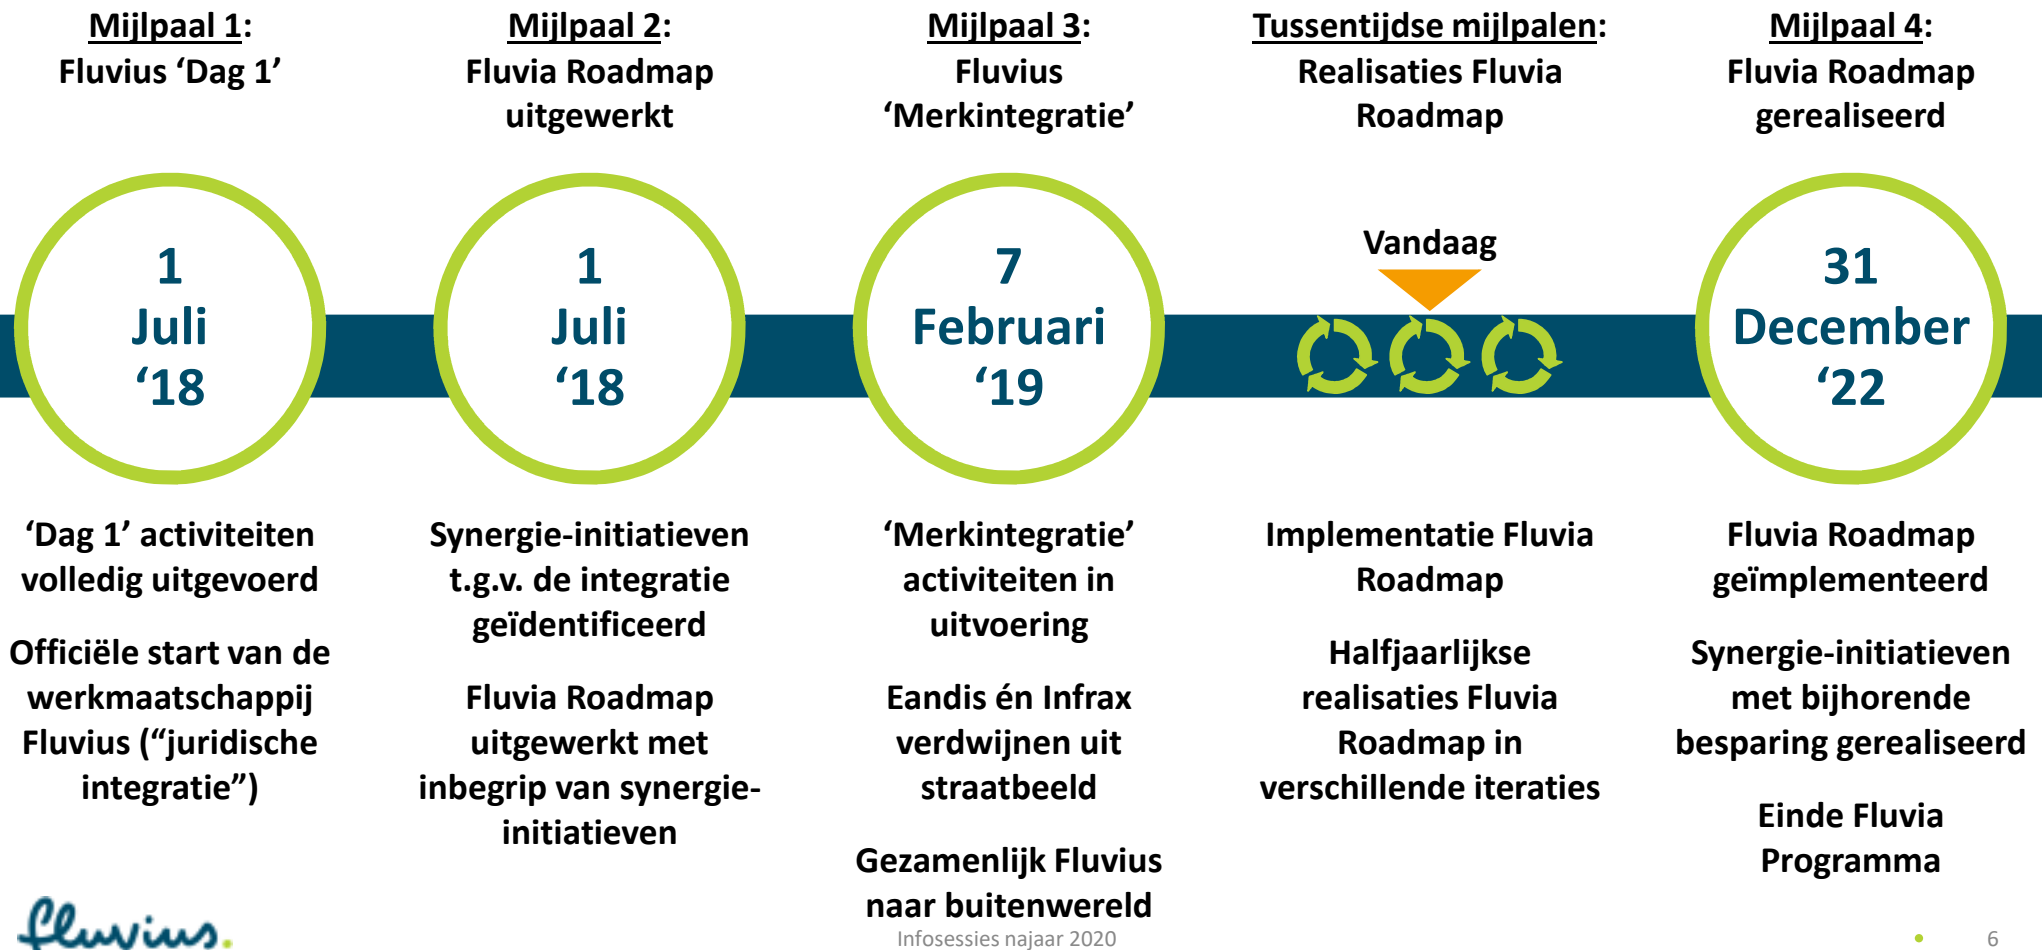 Mijlpaal 1:
Fluvius ‘Dag 1’
Mijlpaal 2:
Fluvia Roadmap
uitgewerkt
Mijlpaal 3:
Fluvius
‘Merkintegratie’
Tussentijdse mijlpalen:
Realisaties Fluvia
Roadmap
Mijlpaal 4:
Fluvia Roadmap
gerealiseerd
1
Juli
‘18
1
Juli
‘18
7
Februari
‘19
Vandaag
31
December
‘22
‘Dag 1’ activiteiten
volledig uitgevoerd
Officiële start van de
werkmaatschappij
Fluvius (“juridische
integratie”)
Synergie-initiatieven
t.g.v. de integratie
geïdentificeerd
Fluvia Roadmap
uitgewerkt met
inbegrip van synergie-
initiatieven
‘Merkintegratie’
activiteiten in
uitvoering
Eandis én Infrax
verdwijnen uit
straatbeeld
Gezamenlijk Fluvius
naar buitenwereld
Implementatie Fluvia
Roadmap
Halfjaarlijkse
realisaties Fluvia
Roadmap in
verschillende iteraties
Fluvia Roadmap
geïmplementeerd
Synergie-initiatieven
met bijhorende
besparing gerealiseerd
Einde Fluvia
Programma
fluvius.
Infosessies najaar 2020
6